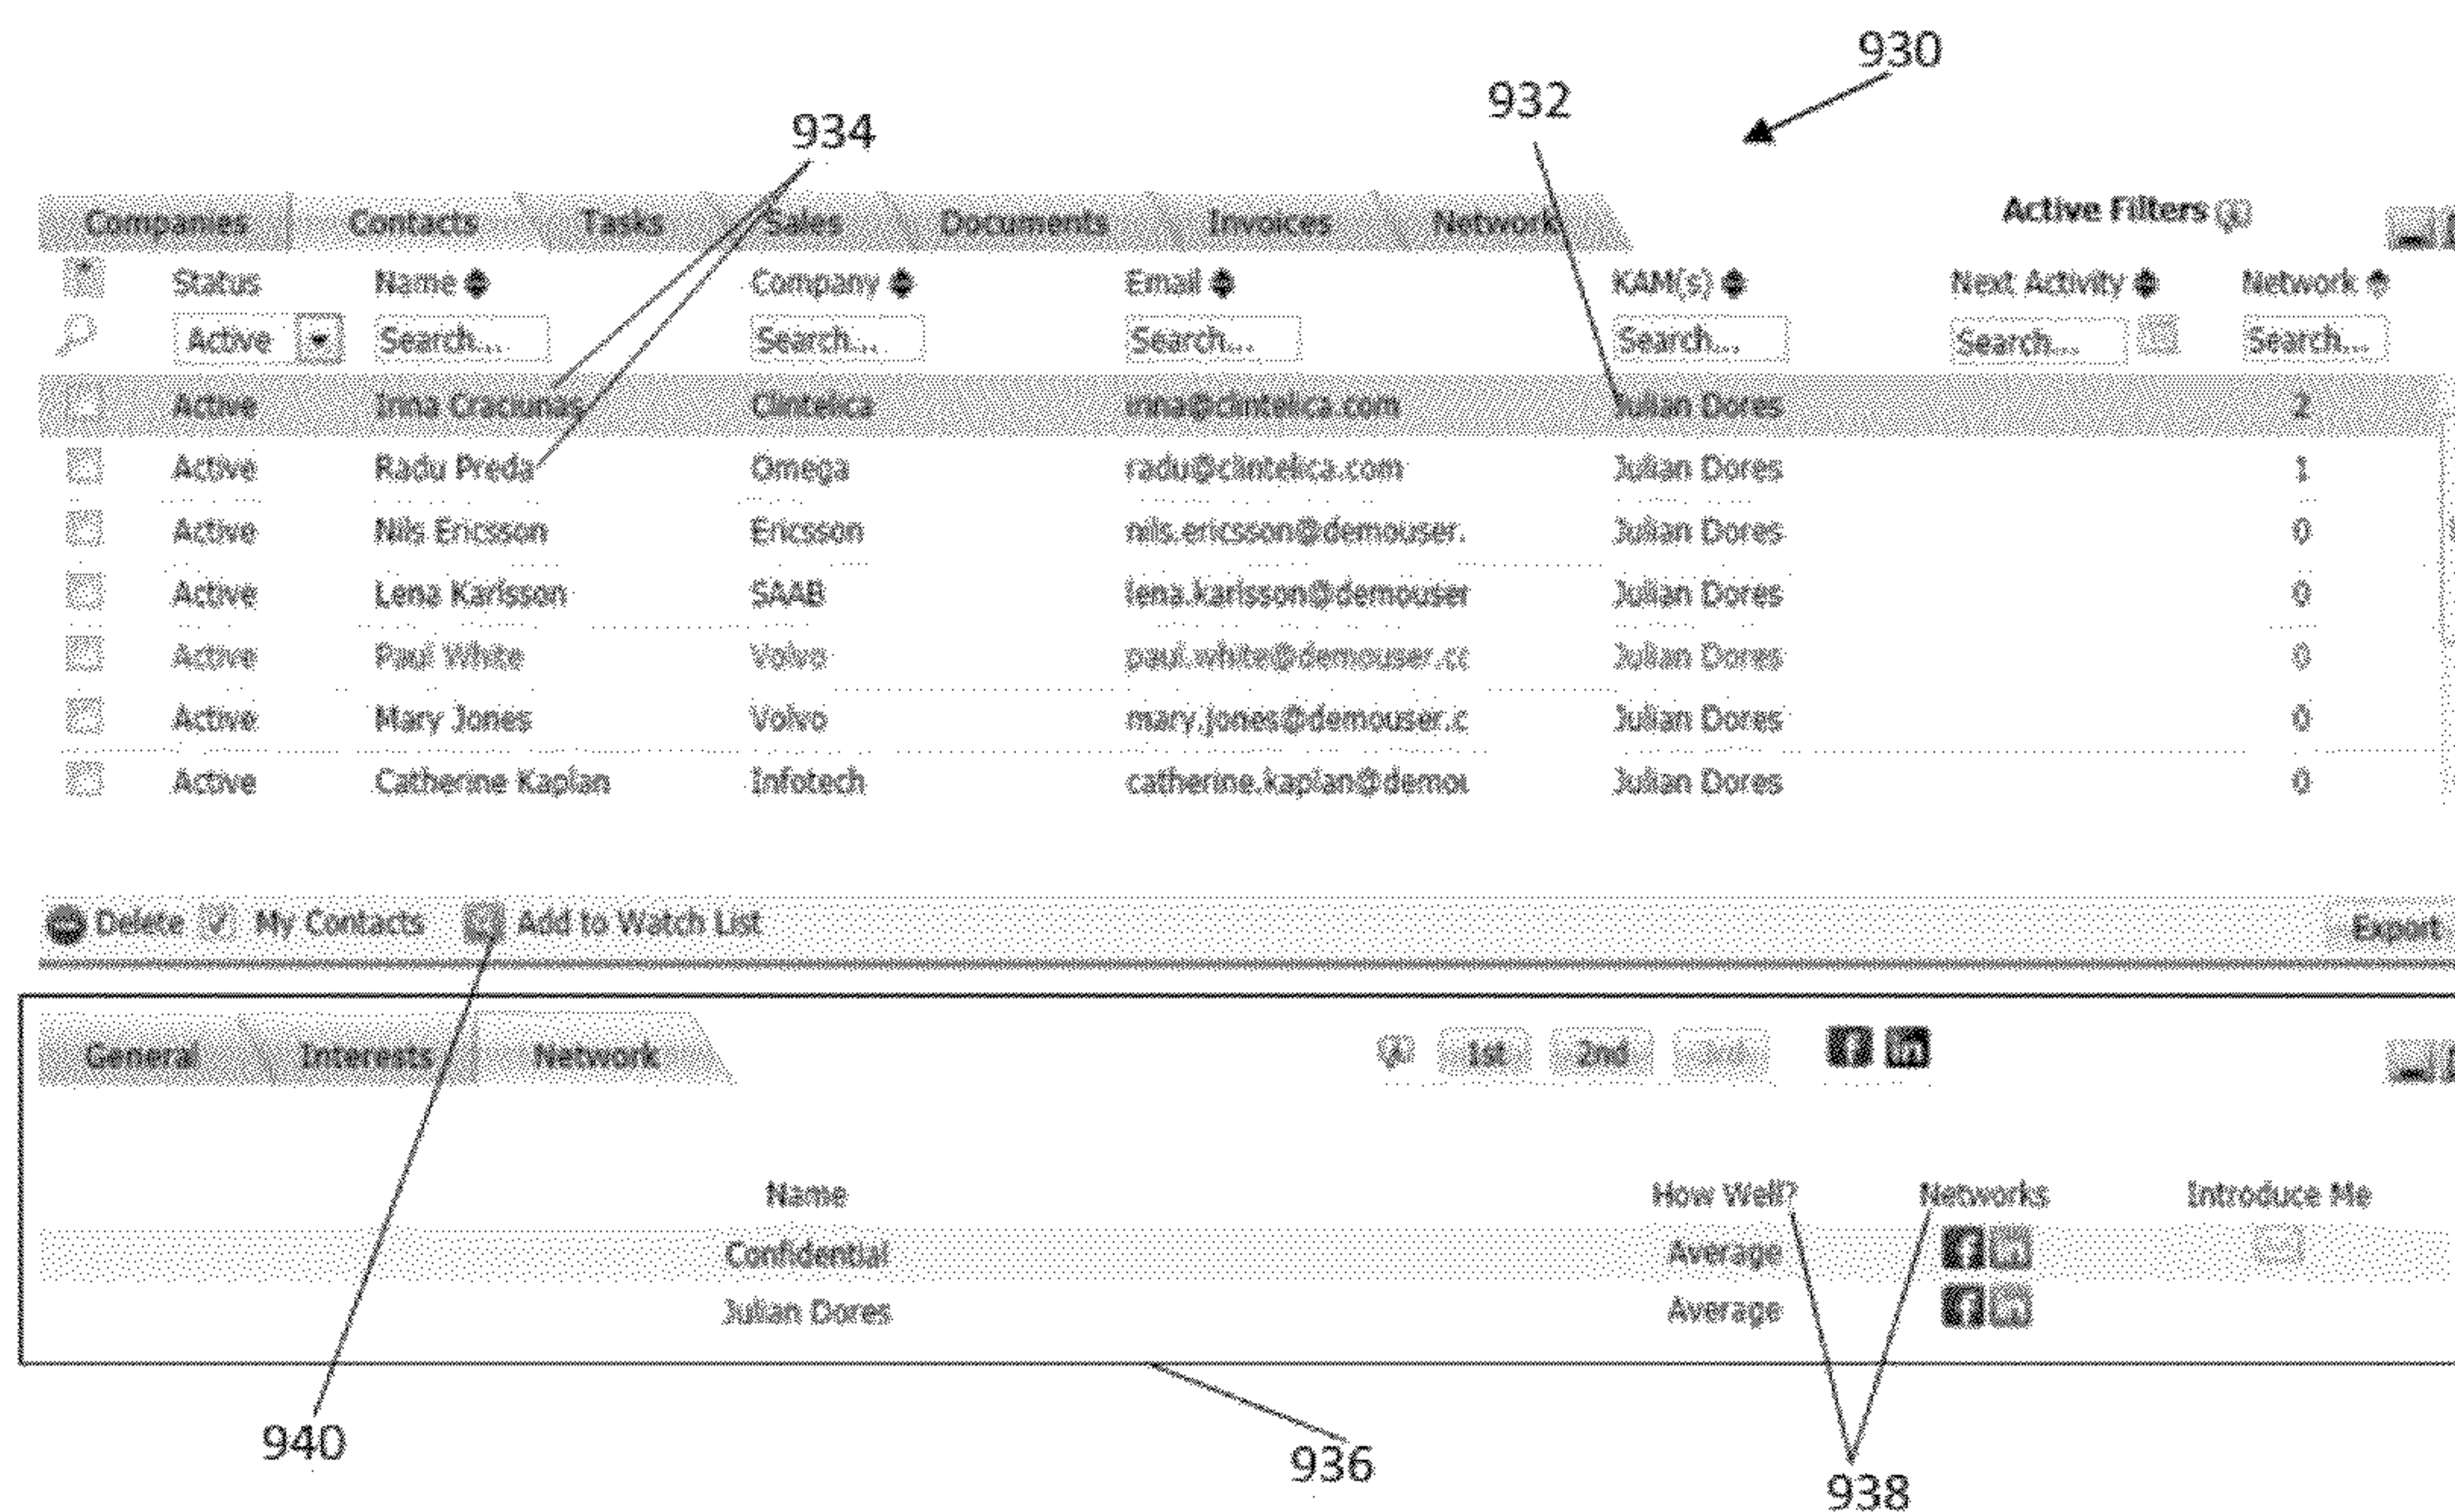 930
932
934
Companies Contacts Tasks Sales Documents Invoices Network Active Filters
* Status Name Company Email KAM(s) Next Activity Network
Active Search... Search... Search... Search... Search... Search...
Active Irina Craciunas Clintelica irina@clintelica.com Julian Dores 2
Active Radu Preda Omega radu@clintelica.com Julian Dores 1
Active Nils Ericsson Ericsson nils.ericsson@demouser. Julian Dores 0
Active Lena Karlsson SAAB lena.karlsson@demouser Julian Dores 0
Active Paul White Volvo paul.white@demouser.cc Julian Dores 0
Active Mary Jones Volvo mary.jones@demouser.c Julian Dores 0
Active Catherine Kaplan Infotech catherine.kaplan@demou Julian Dores 0
Delete My Contacts Add to Watch List Export
General Interests Network 1st 2nd 3rd f in
Name How Well? Networks Introduce Me
Confidential Average f in
Julian Dores Average f in
940
936
938